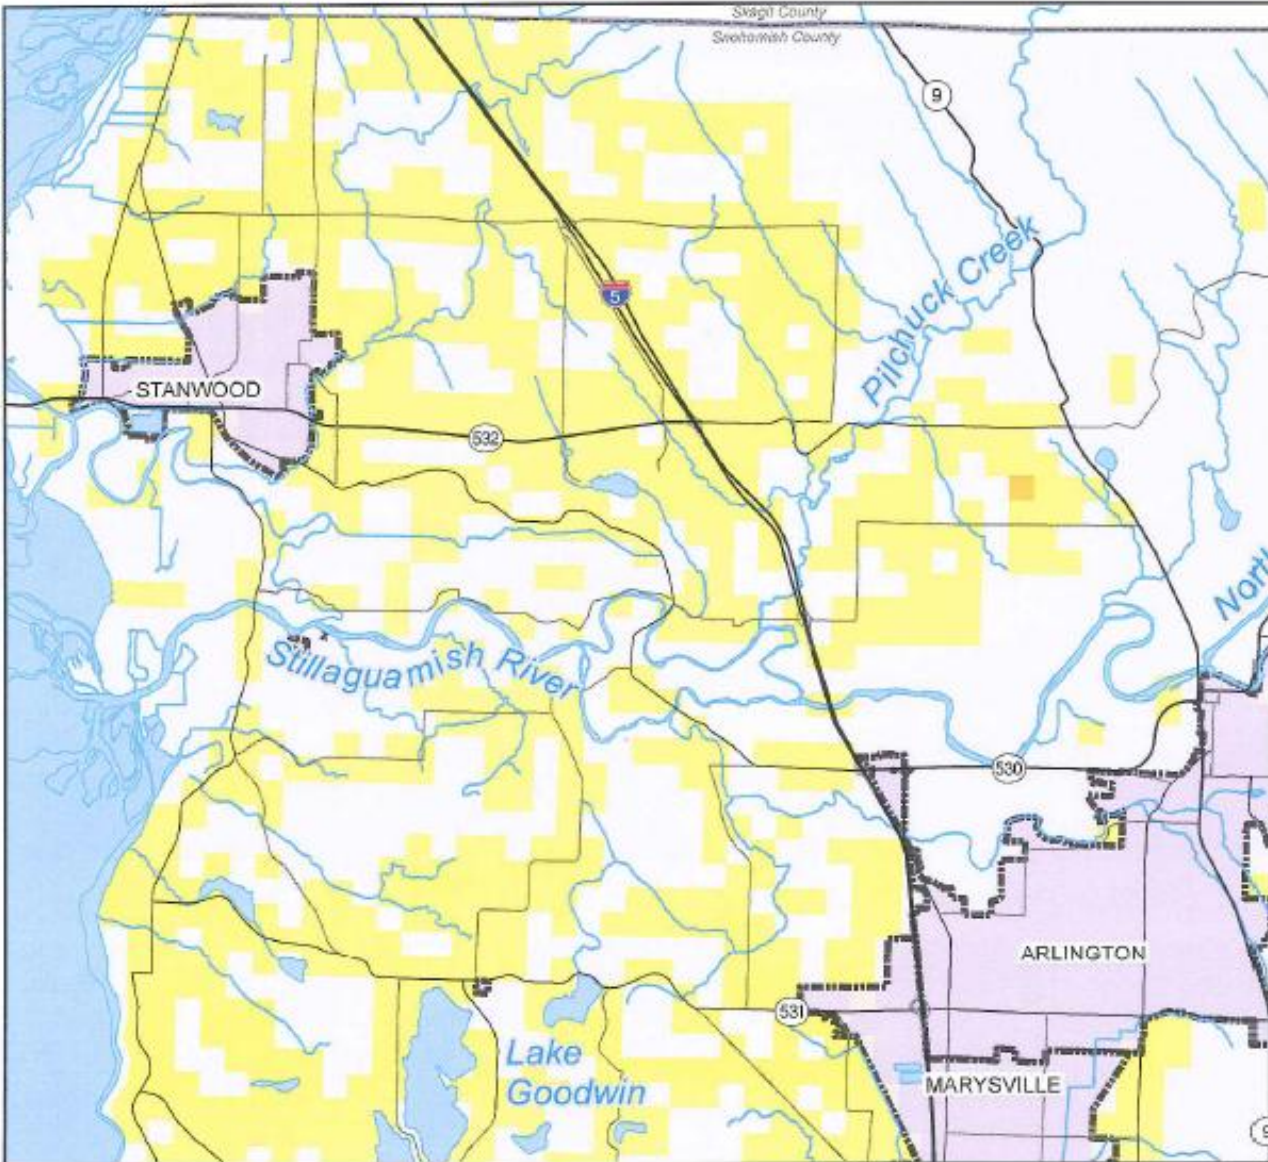 Skagit County
Snohomish County
9
Pilchuck Creek
5
STANWOOD
532
North
Stillaguamish River
530
ARLINGTON
531
Lake
Goodwin
MARYSVILLE
9